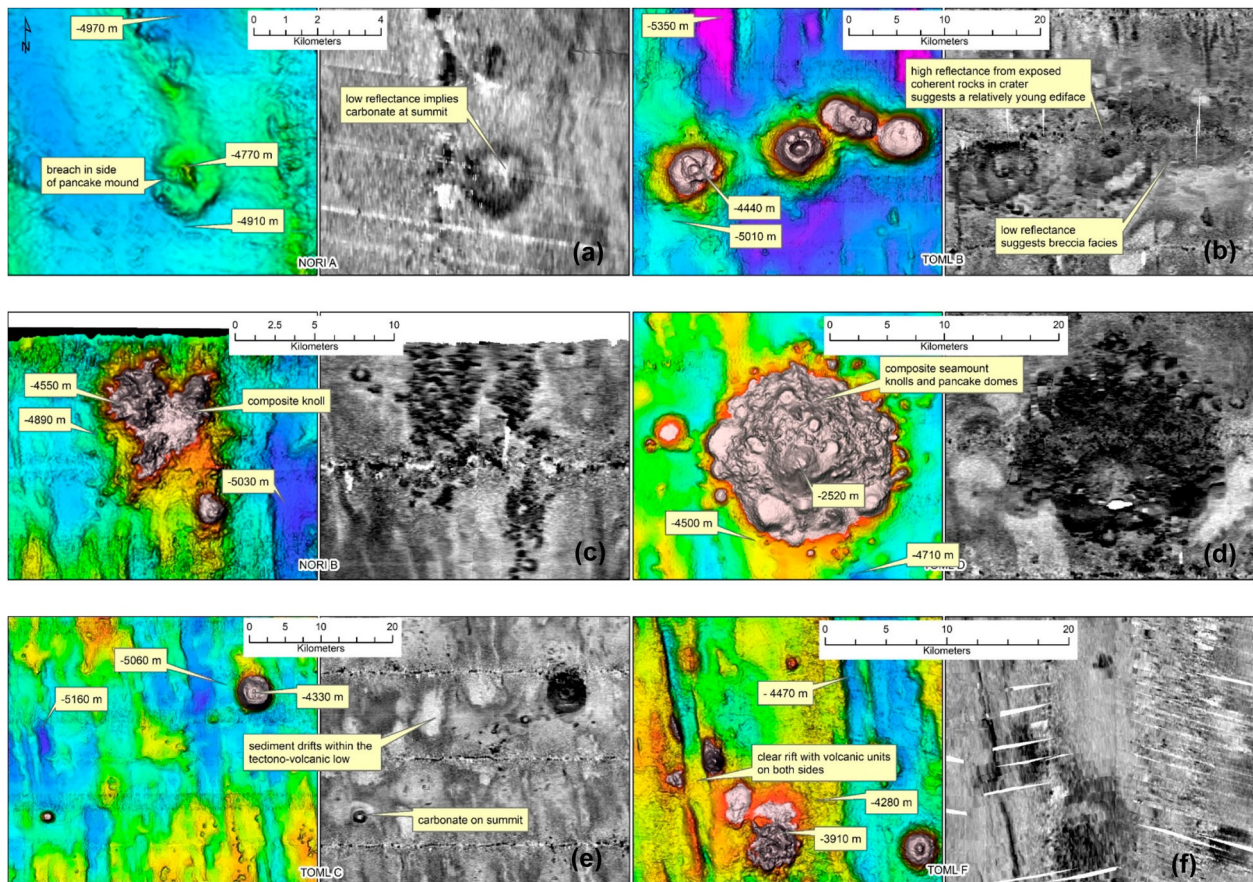 -4970 m
N
0 1 2 4
Kilometers
low reflectance implies
carbonate at summit
-4770 m
breach in side
of pancake mound
-4910 m
NORI A
(a)
-5350 m
0 5 10 20
Kilometers
high reflectance from exposed
coherent rocks in crater
suggests a relatively young ediface
-4440 m
-5010 m
low reflectance
suggests breccia facies
TOML B
(b)
0 2.5 5 10
Kilometers
-4550 m
composite knoll
-4890 m
-5030 m
NORI B
(c)
0 5 10 20
Kilometers
composite seamount
knolls and pancake domes
-2520 m
-4500 m
-4710 m
TOML D
(d)
0 5 10 20
Kilometers
-5060 m
-4330 m
-5160 m
sediment drifts within the
tectono-volcanic low
carbonate on summit
TOML C
(e)
0 5 10 20
Kilometers
- 4470 m
clear rift with volcanic units
on both sides
-4280 m
-3910 m
TOML F
(f)